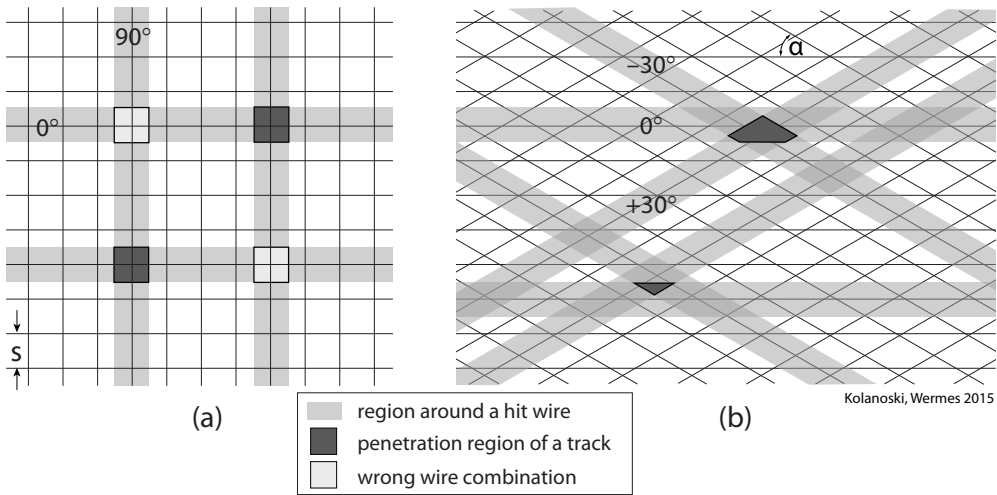 90°
0°
s
(a)
α
–30°
0°
+30°
(b)
Kolanoski, Wermes 2015
region around a hit wire
penetration region of a track
wrong wire combination